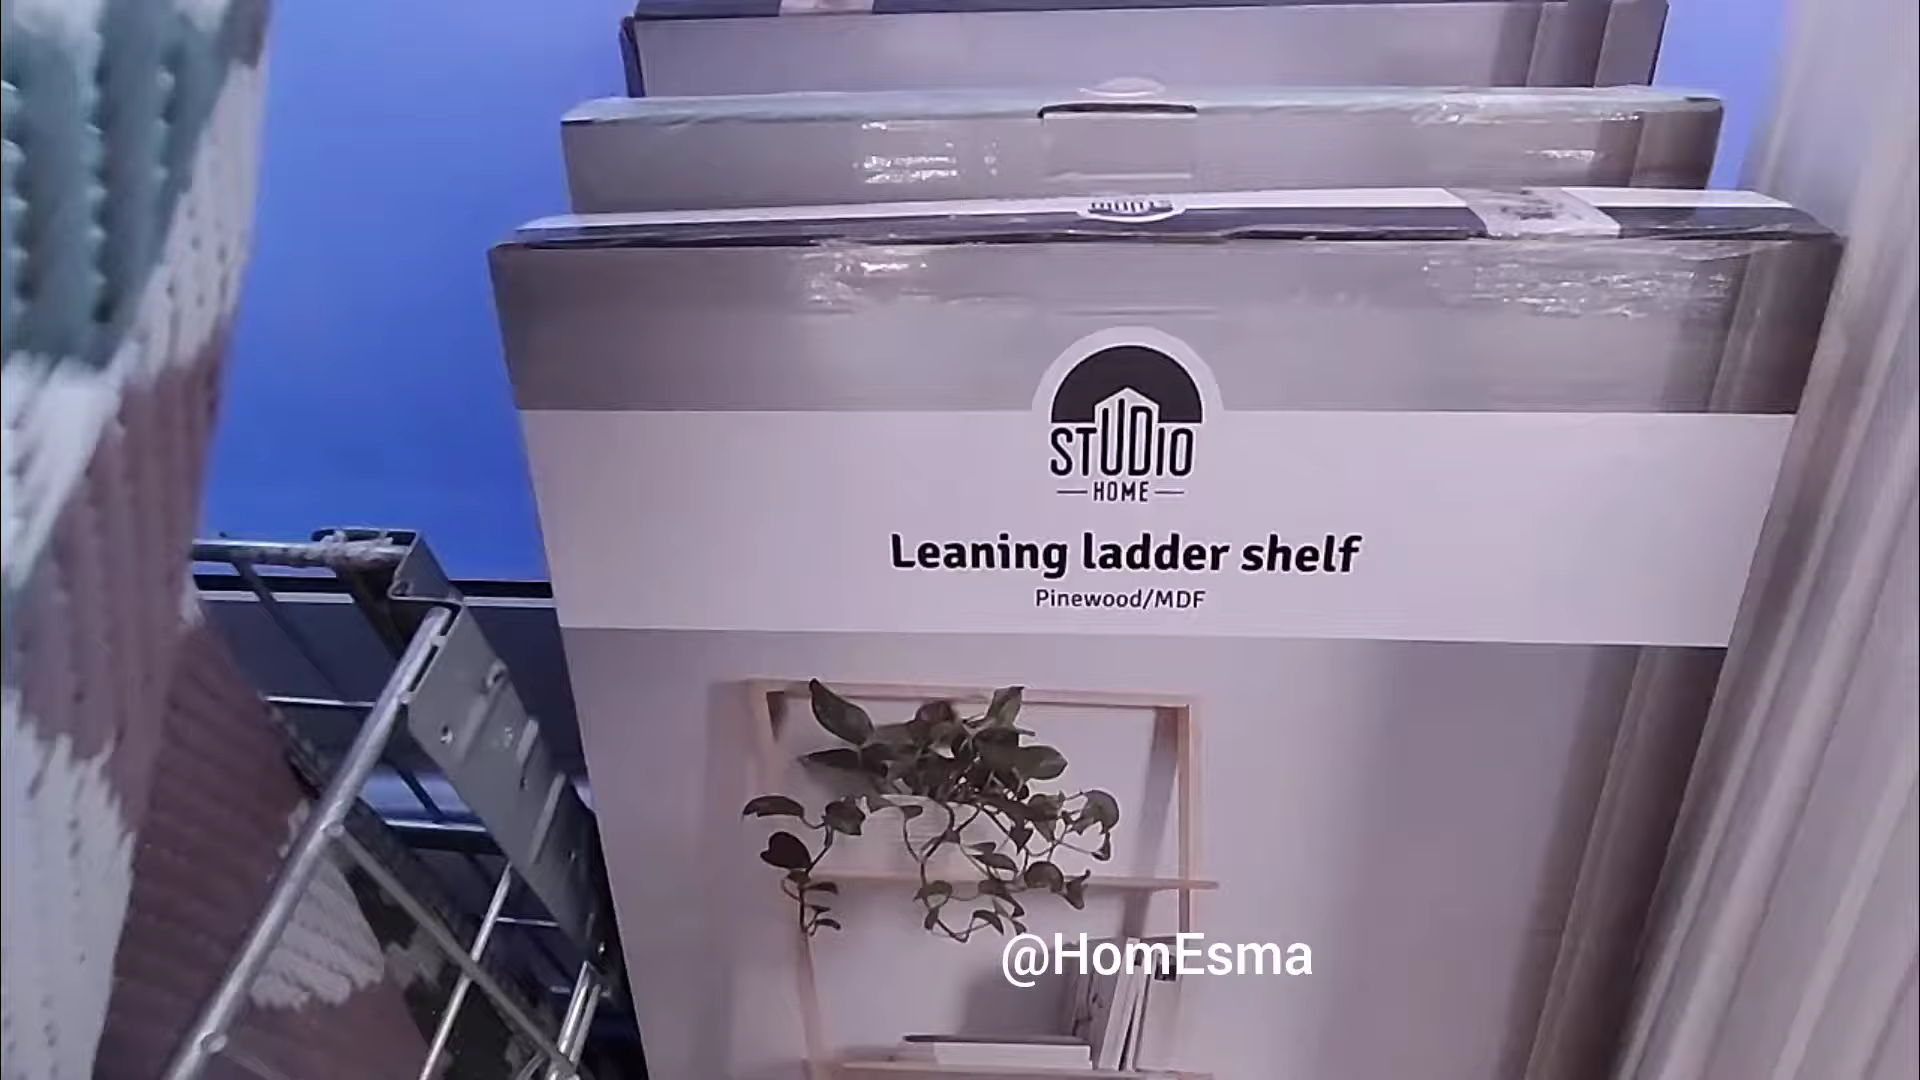 STUDIO
HOME
Leaning ladder shelf
Pinewood/MDF
@HomEsma